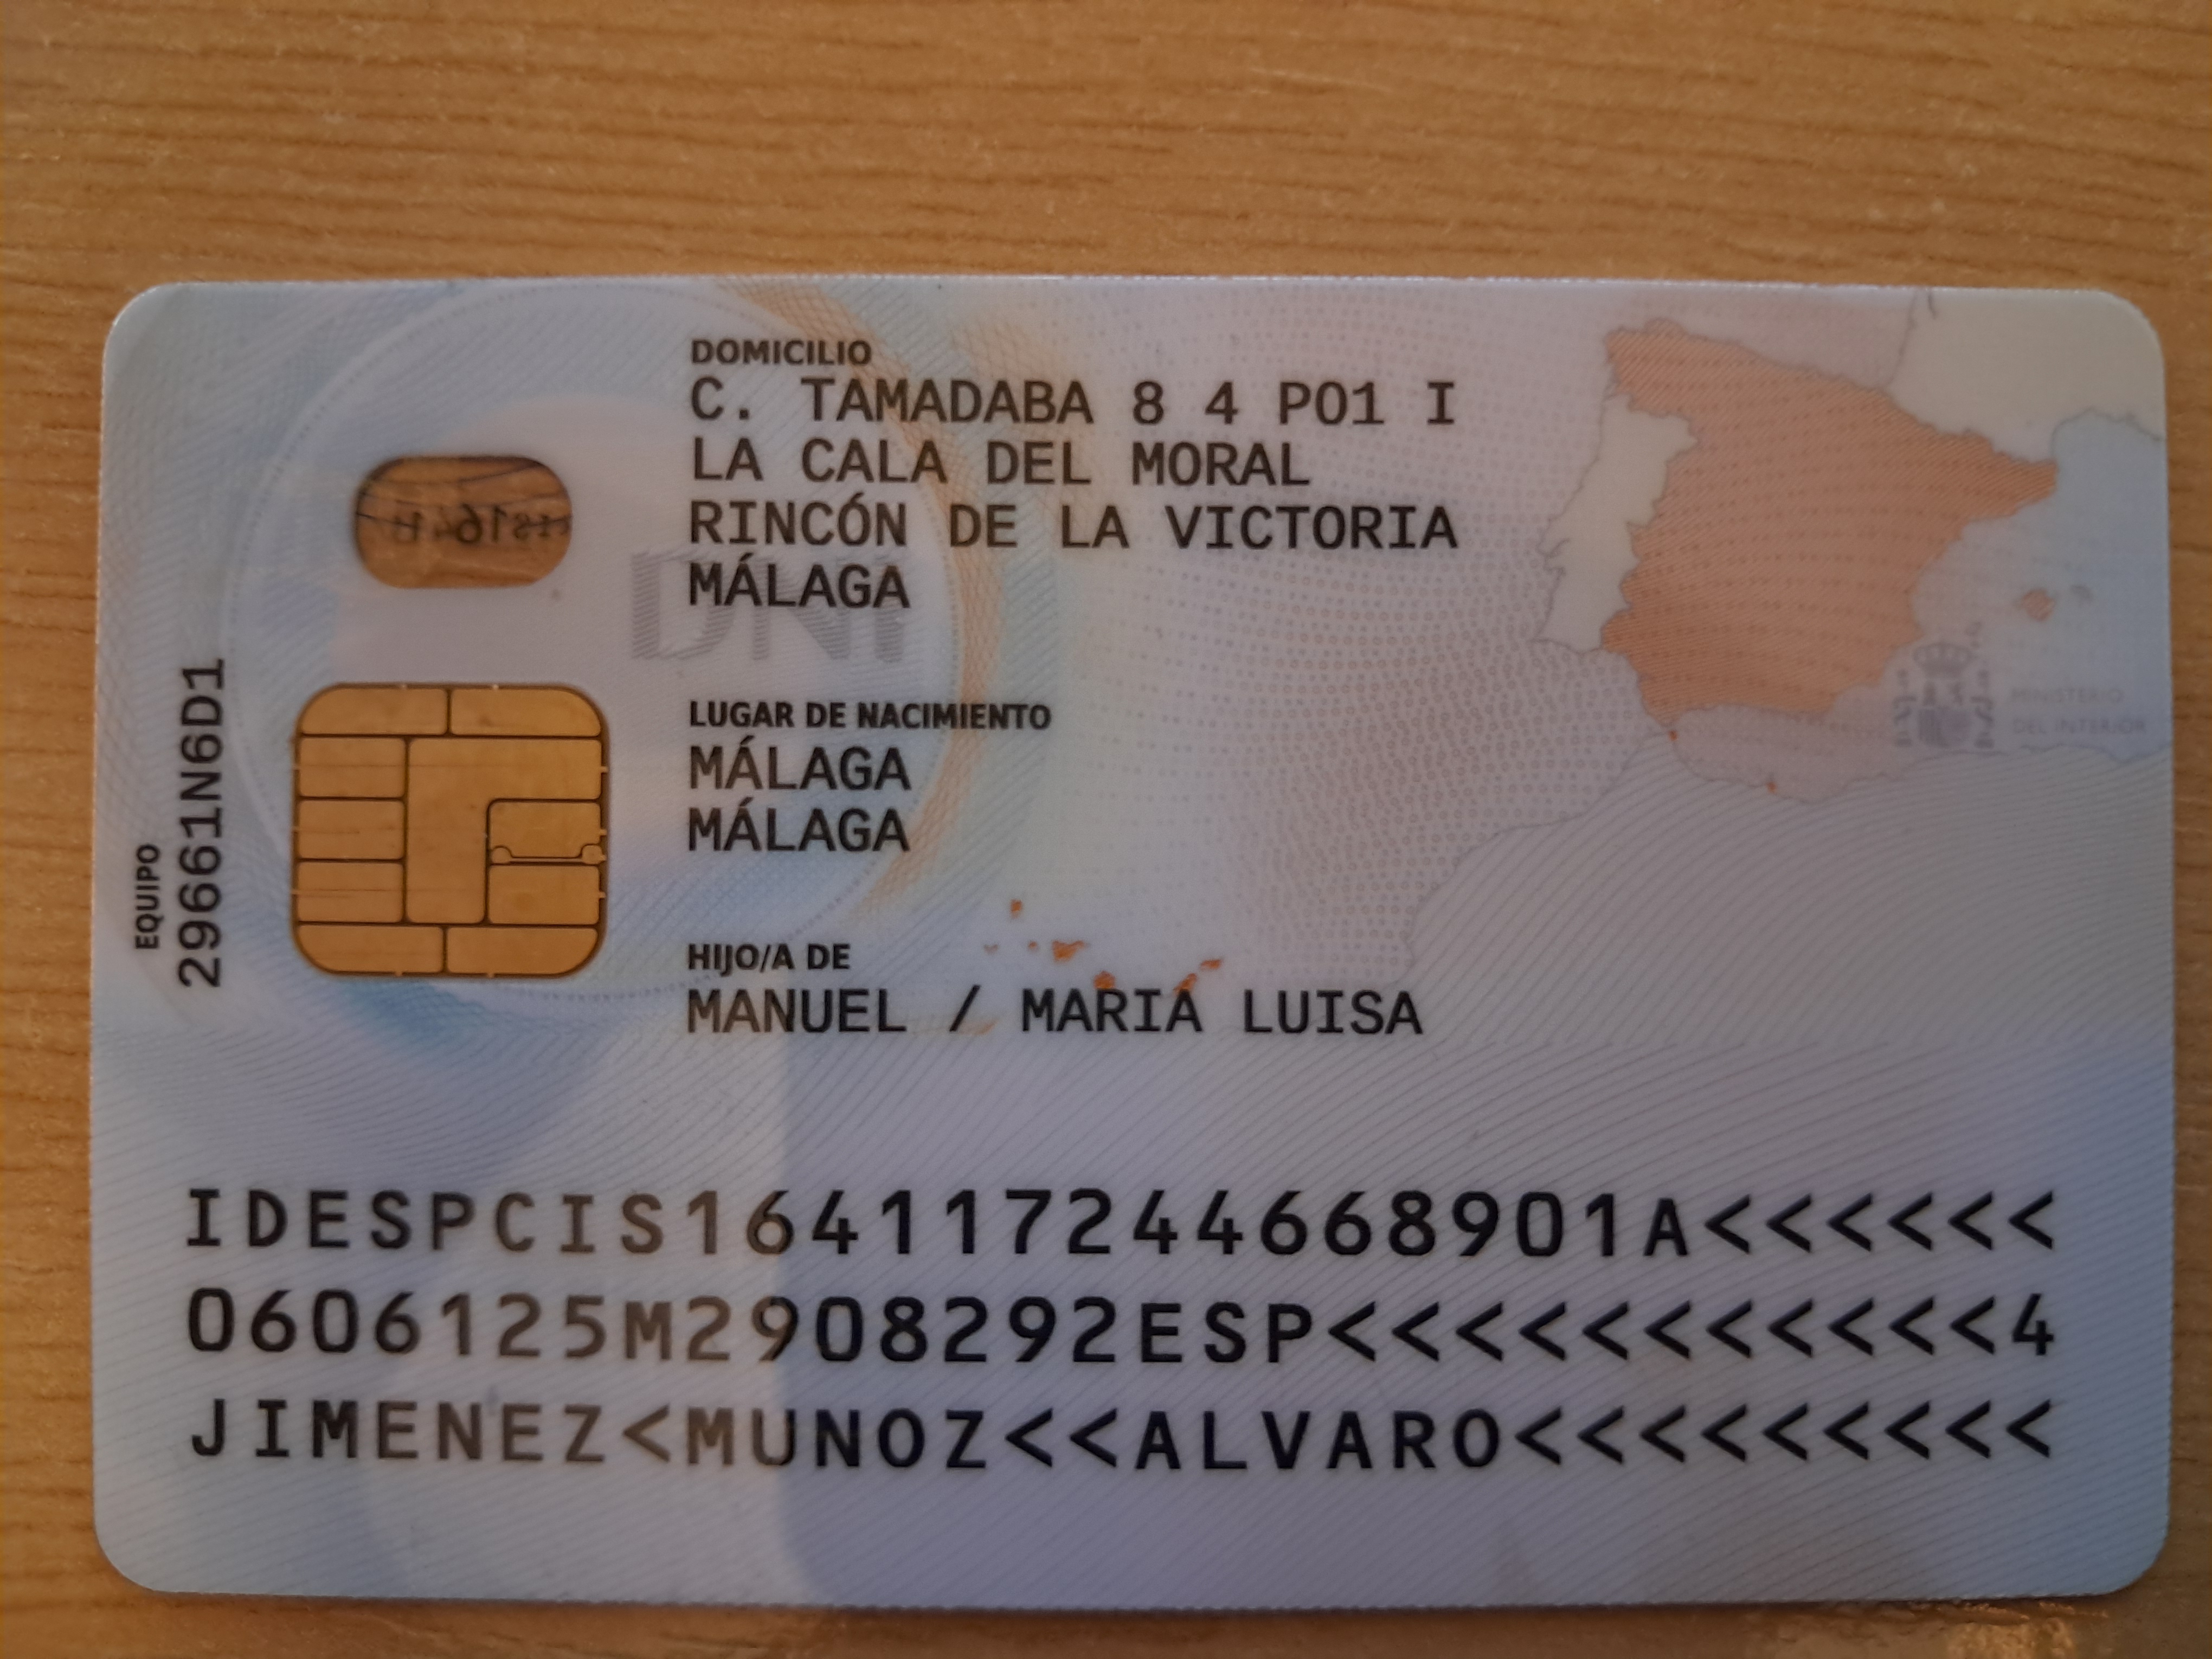 DOMICILIO
C. TAMADABA 8 4 P01 I
LA CALA DEL MORAL
RINCÓN DE LA VICTORIA
MÁLAGA
LUGAR DE NACIMIENTO
MÁLAGA
MÁLAGA
HIJO/A DE
MANUEL / MARIA LUISA
EQUIPO
29661N6D1
DNI
MINISTERIO
DEL INTERIOR
IDESPCIS164117244668901A<<<<<<
0606125M2908292ESP<<<<<<<<<<<4
JIMENEZ<MUNOZ<<ALVARO<<<<<<<<<